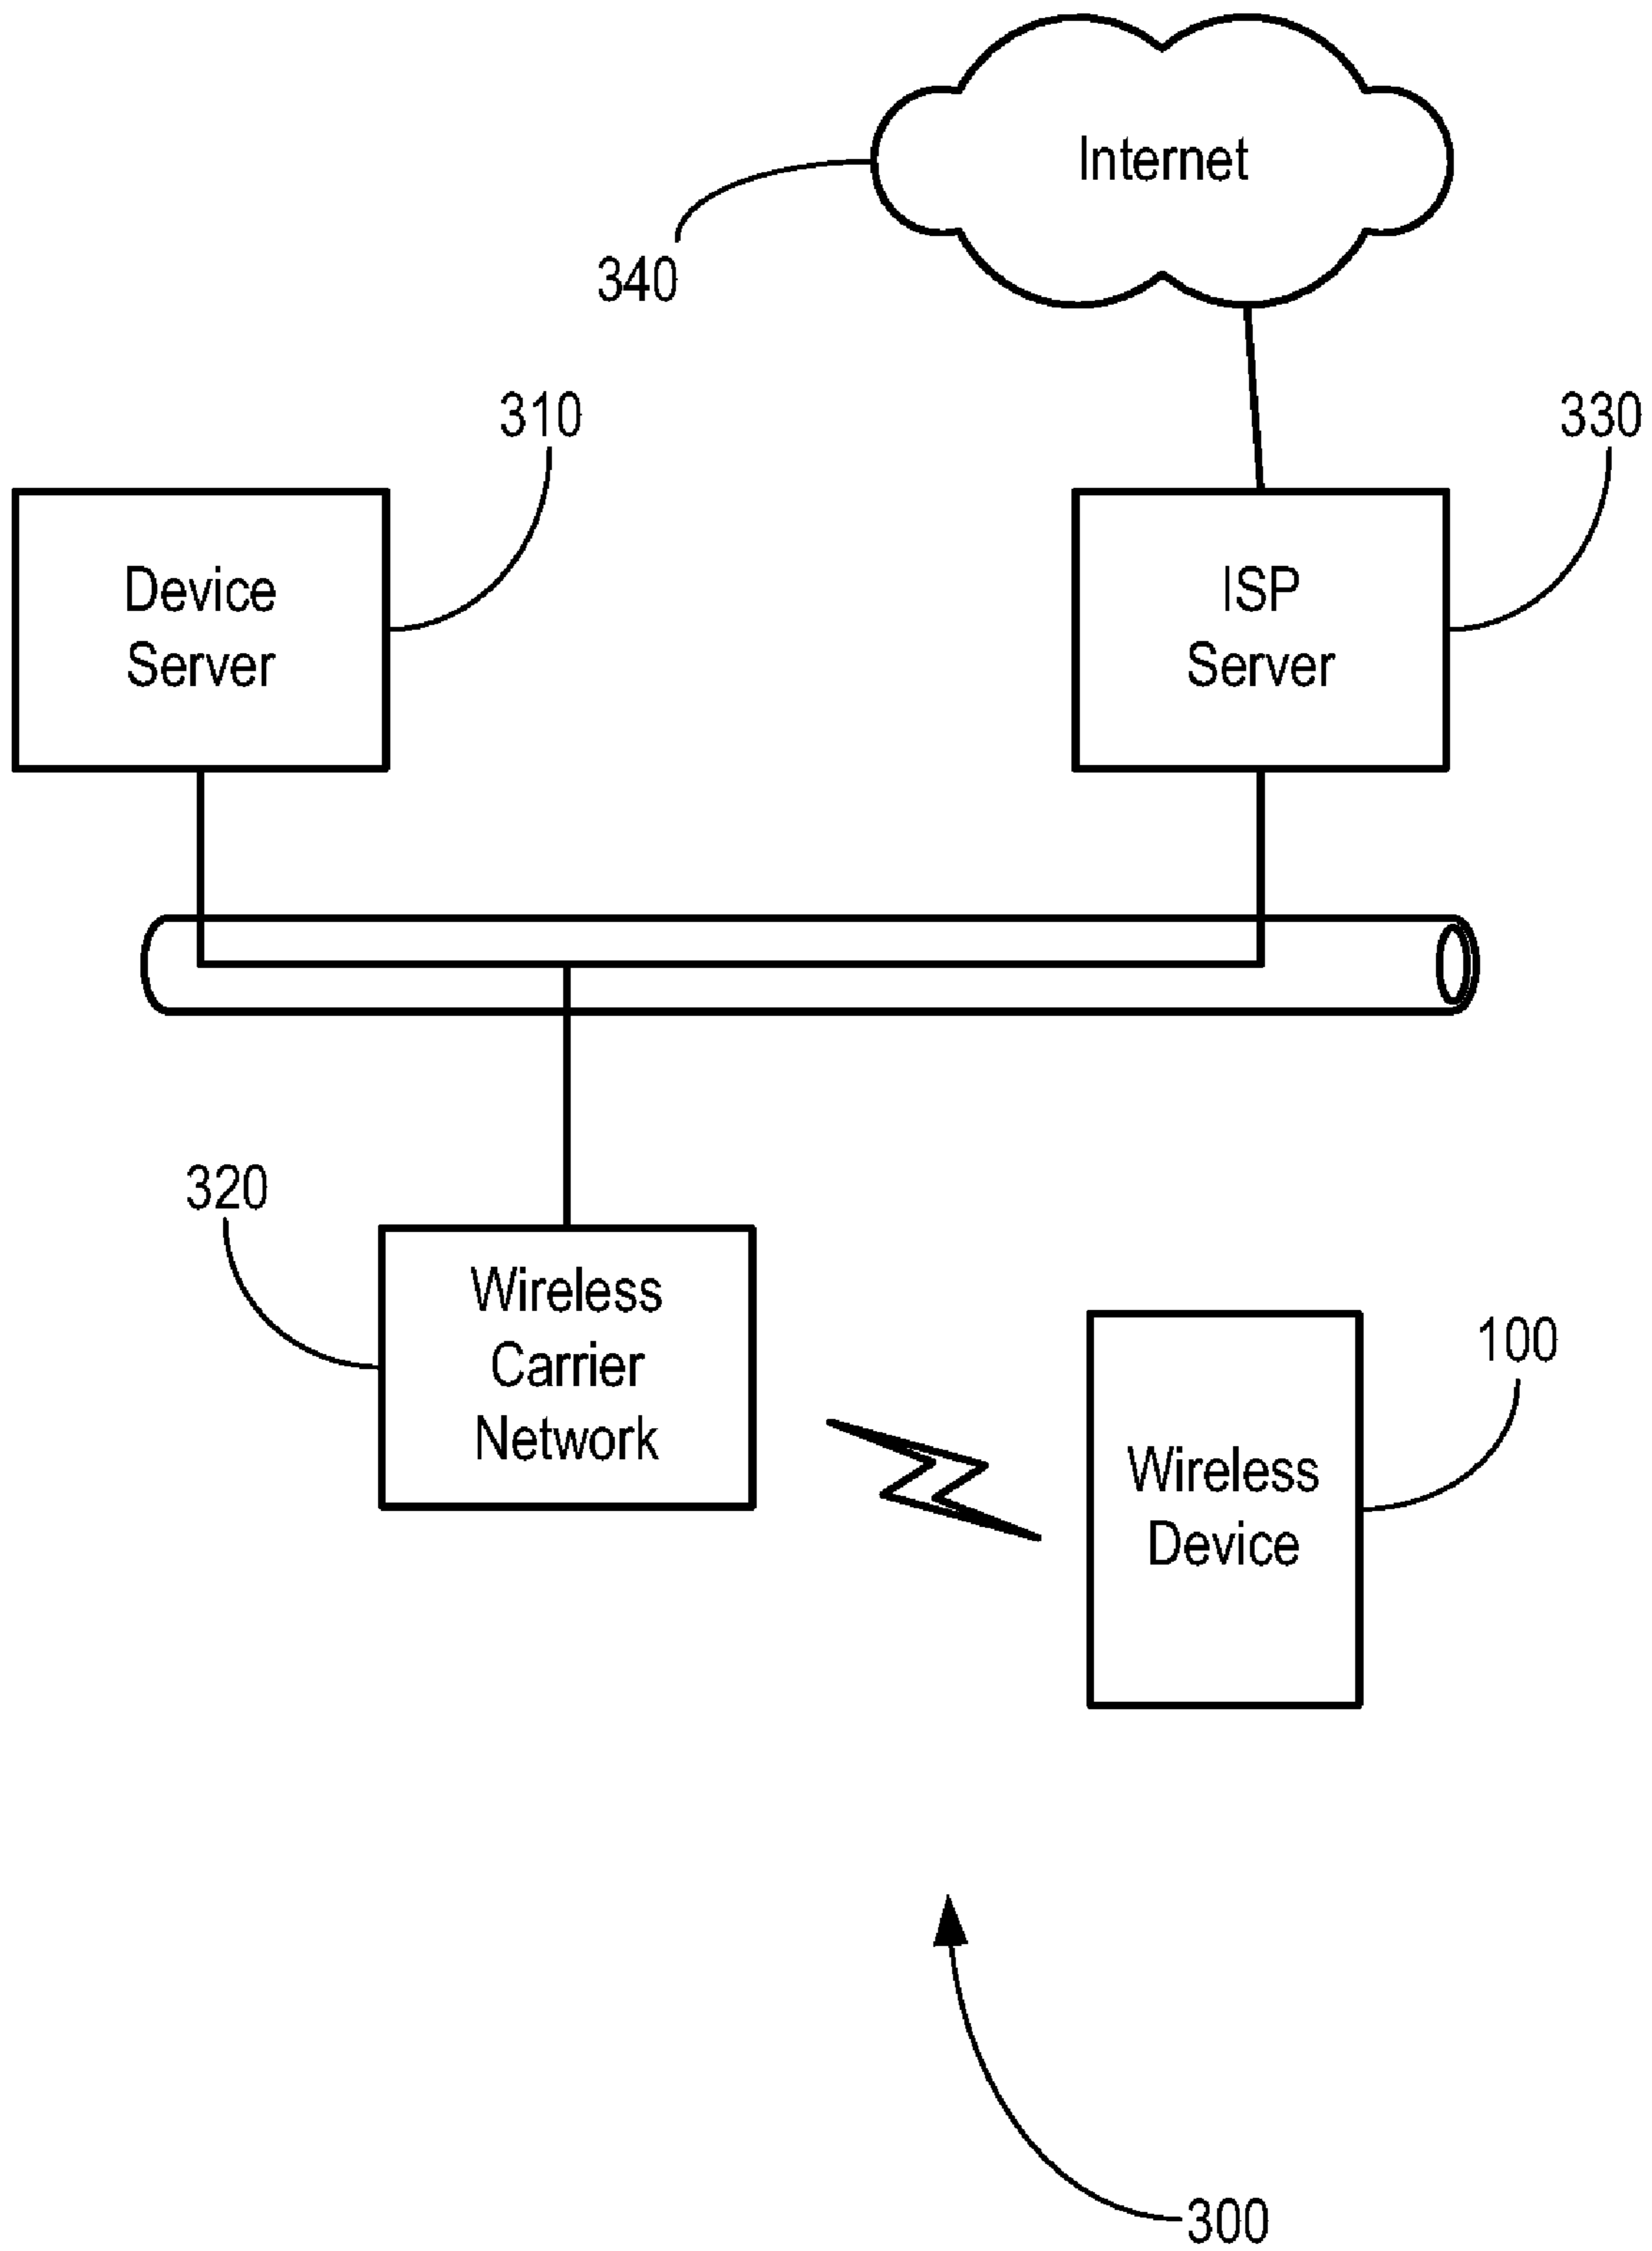 Internet
340
310
330
Device
Server
ISP
Server
320
Wireless
Carrier
Network
100
Wireless
Device
300